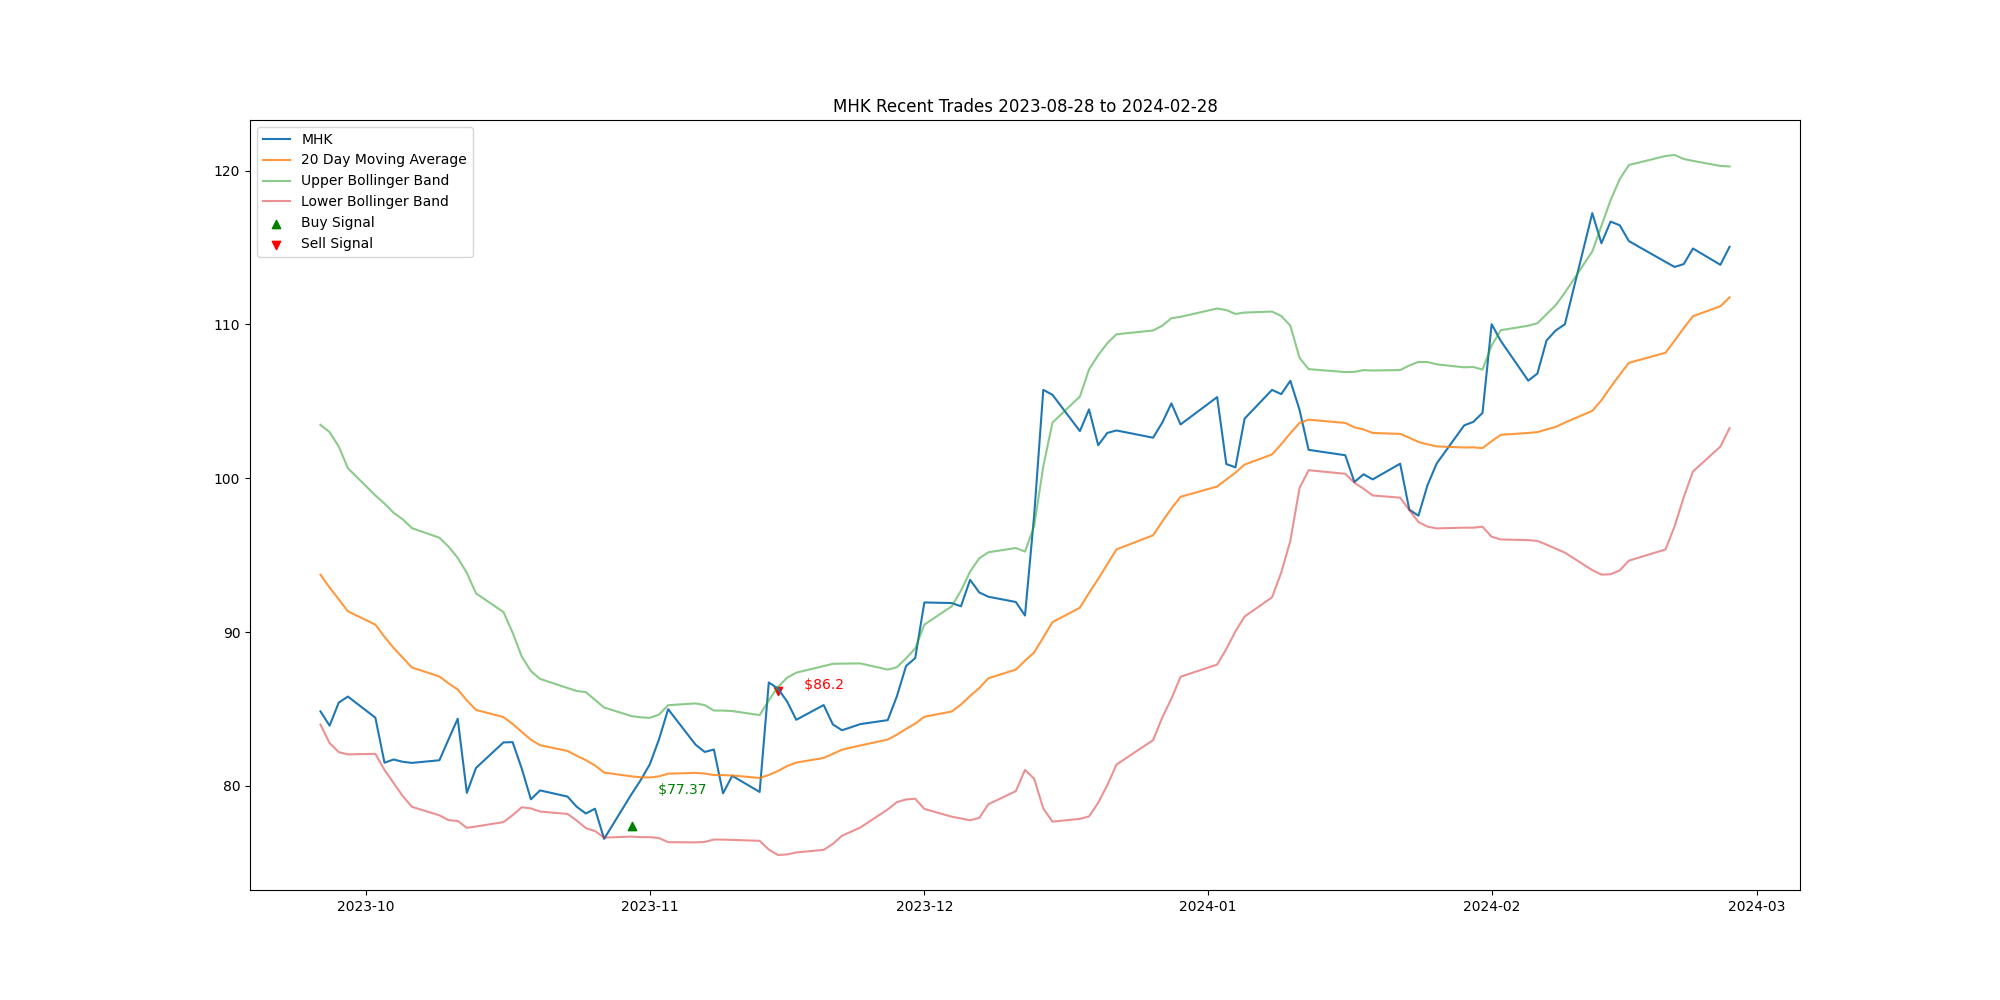 MHK Recent Trades 2023-08-28 to 2024-02-28
MHK
20 Day Moving Average
Upper Bollinger Band
Lower Bollinger Band
Buy Signal
Sell Signal
120
110
100
90
80
$86.2
$77.37
2023-10
2023-11
2023-12
2024-01
2024-02
2024-03